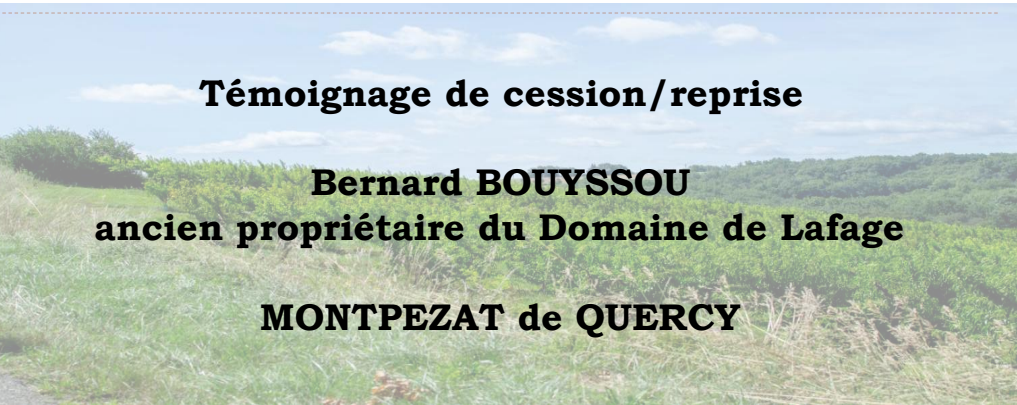 Témoignage de cession/reprise
Bernard BOUYSSOU
ancien propriétaire du Domaine de Lafage
MONTPEZAT de QUERCY